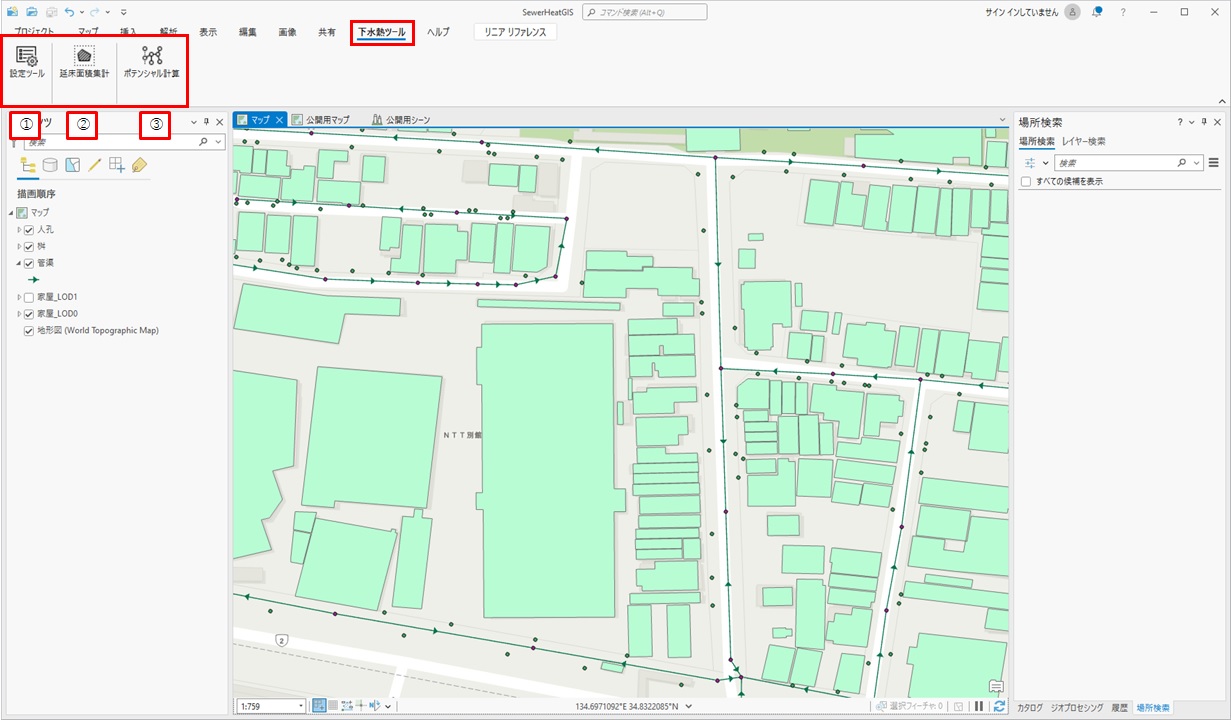 SewerHeatGIS
コマンド検索 (Alt+Q)
サイン インしていません
プロジェクト マップ 挿入 解析 表示 編集 画像 共有 下水熱ツール ヘルプ リニア リファレンス
設定ツール 延床面積集計 ポテンシャル計算
① ② ③
ンツ
検索
描画順序
マップ
人孔
桝
管渠
家屋_LOD1
家屋_LOD0
地形図 (World Topographic Map)
マップ 公開用マップ 公開用シーン
NTT別館
2
1:759
134.6971092°E 34.8322085°N
選択フィーチャ: 0
場所検索
場所検索 レイヤー検索
検索
すべての候補を表示
カタログ ジオプロセシング 履歴 場所検索